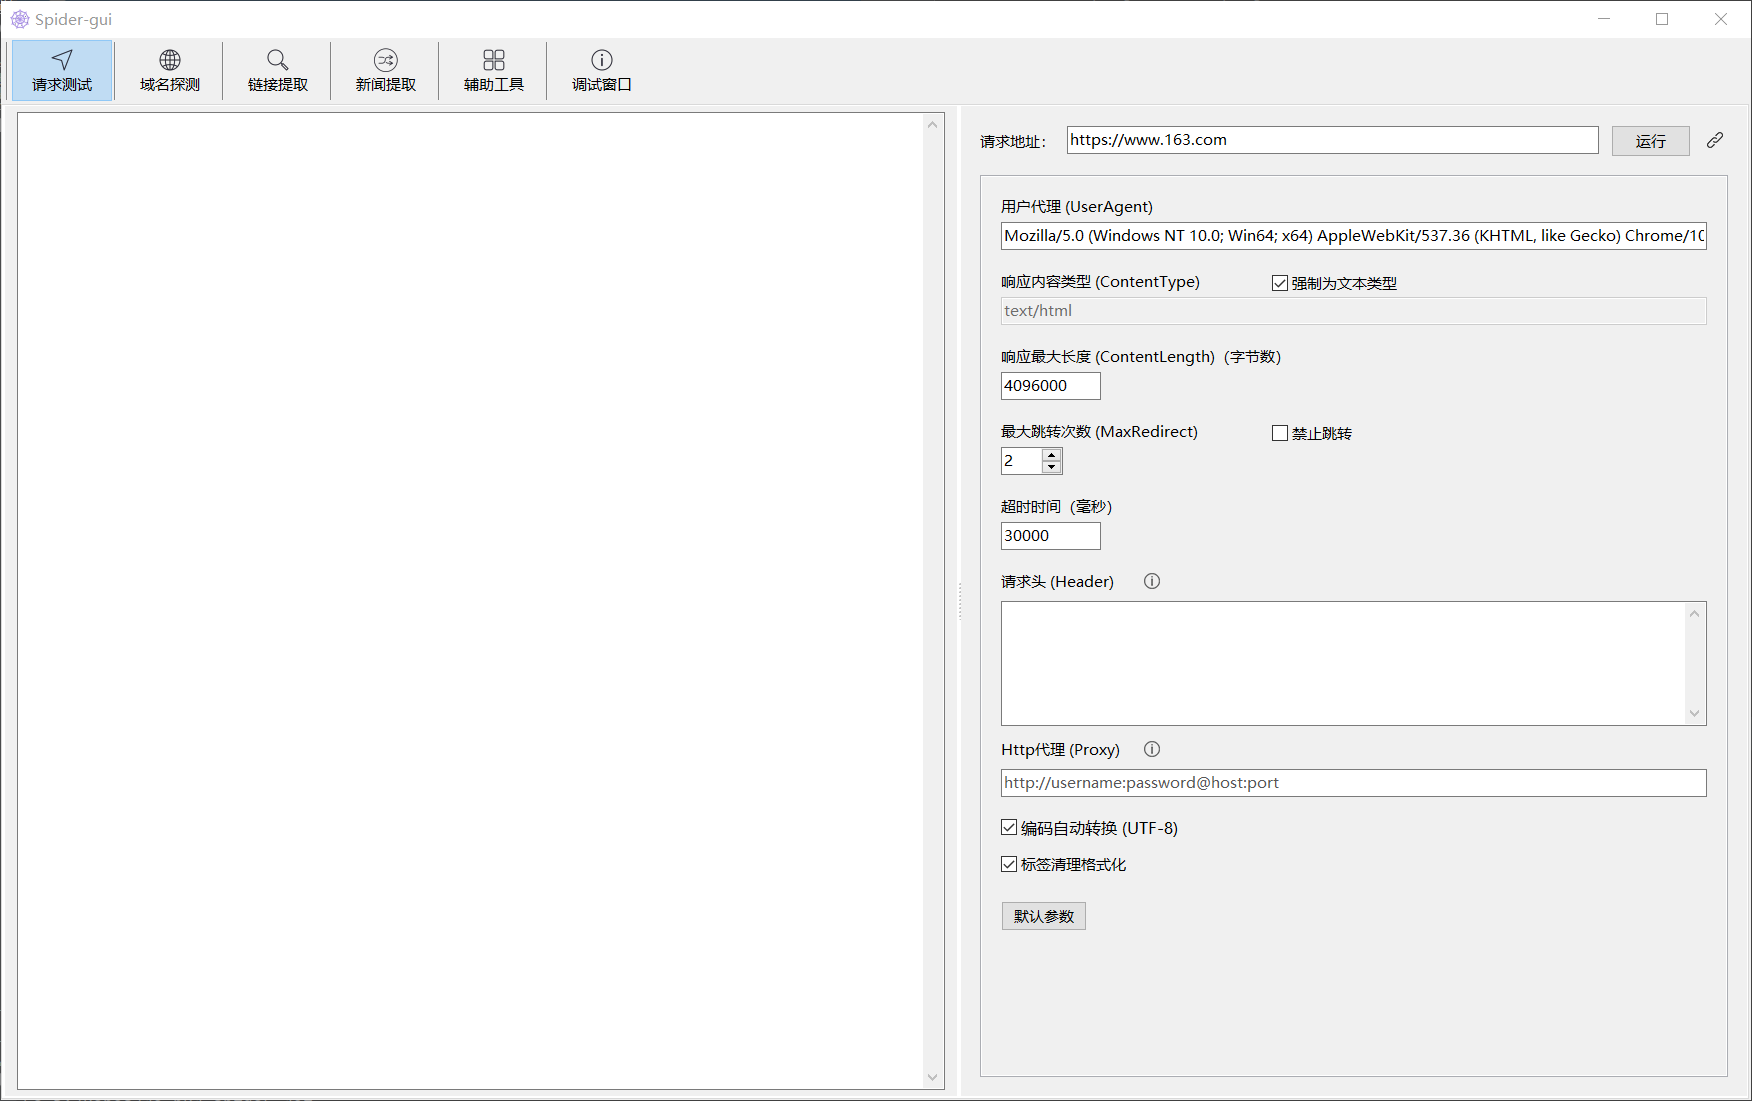 Spider-gui
请求测试
域名探测
链接提取
新闻提取
辅助工具
调试窗口
请求地址：
https://www.163.com
运行
用户代理 (UserAgent)
Mozilla/5.0 (Windows NT 10.0; Win64; x64) AppleWebKit/537.36 (KHTML, like Gecko) Chrome/10
响应内容类型 (ContentType)
强制为文本类型
text/html
响应最大长度 (ContentLength)（字节数）
4096000
最大跳转次数 (MaxRedirect)
禁止跳转
2
超时时间（毫秒）
30000
请求头 (Header)
Http代理 (Proxy)
http://username:password@host:port
编码自动转换 (UTF-8)
标签清理格式化
默认参数